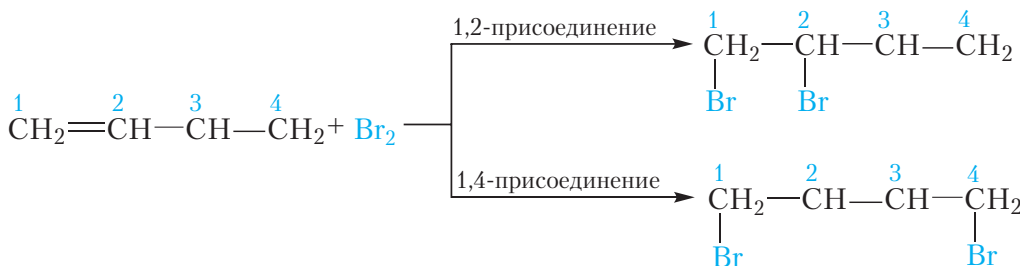 1 2 3 4
1,2-присоединение
CH₂—CH—CH—CH₂
Br Br
1 2 3 4
CH₂=CH—CH—CH₂ + Br₂
1,4-присоединение
1 2 3 4
CH₂—CH—CH—CH₂
Br Br